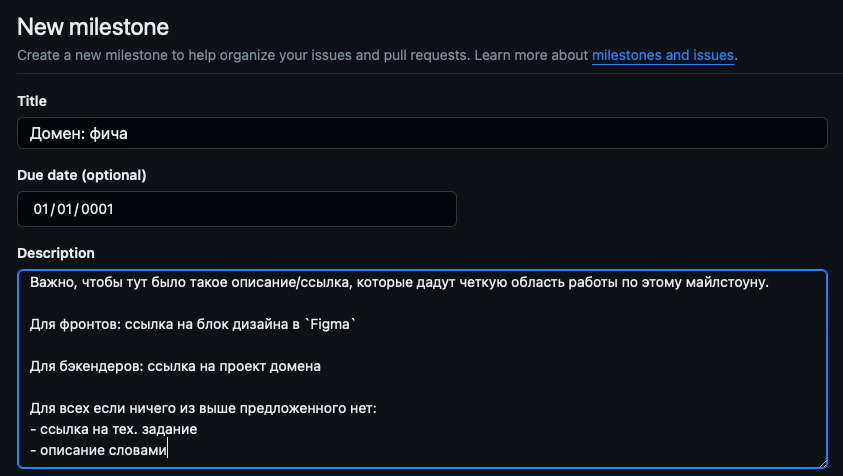 New milestone
Create a new milestone to help organize your issues and pull requests. Learn more about milestones and issues.
Title
Домен: фича
Due date (optional)
01/01/0001
Description
Важно, чтобы тут было такое описание/ссылка, которые дадут четкую область работы по этому майлстоуну.
Для фронтов: ссылка на блок дизайна в `Figma`
Для бэкендеров: ссылка на проект домена
Для всех если ничего из выше предложенного нет:
- ссылка на тех. задание
- описание словами